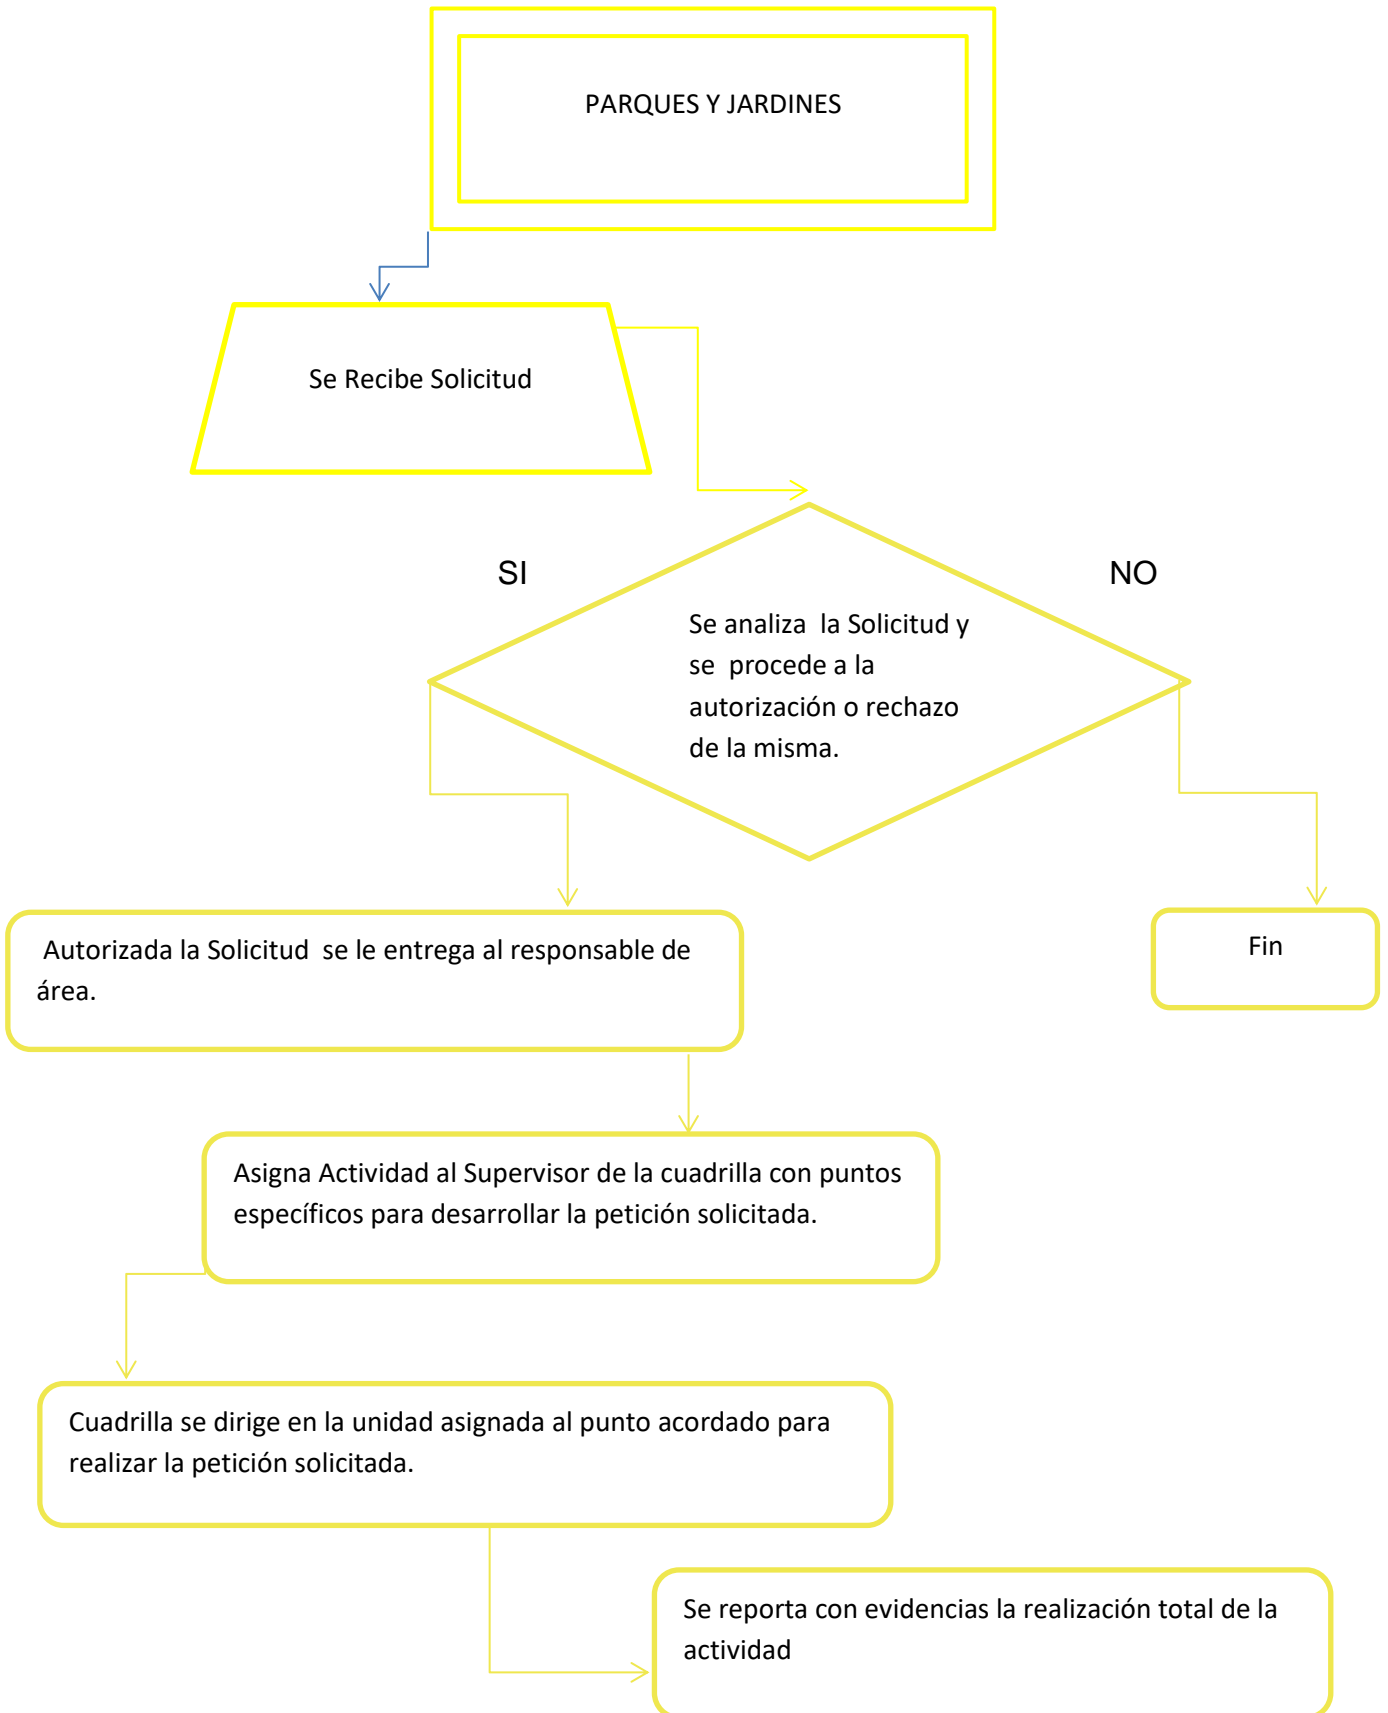 PARQUES Y JARDINES
Se Recibe Solicitud
SI
NO
Se analiza  la Solicitud y
se  procede a la
autorización o rechazo
de la misma.
Autorizada la Solicitud  se le entrega al responsable de
área.
Fin
Asigna Actividad al Supervisor de la cuadrilla con puntos
específicos para desarrollar la petición solicitada.
Cuadrilla se dirige en la unidad asignada al punto acordado para
realizar la petición solicitada.
Se reporta con evidencias la realización total de la
actividad